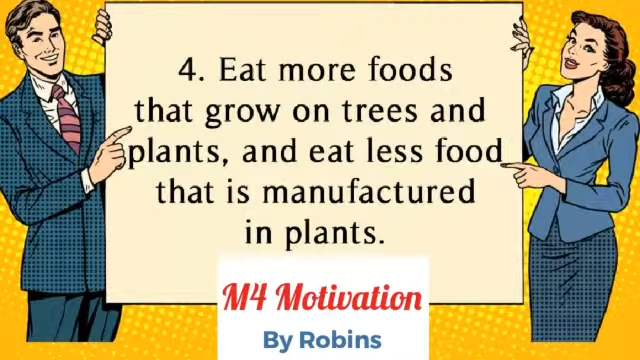 4. Eat more foods
that grow on trees and
plants, and eat less food
that is manufactured
in plants.
M4 Motivation
By Robins